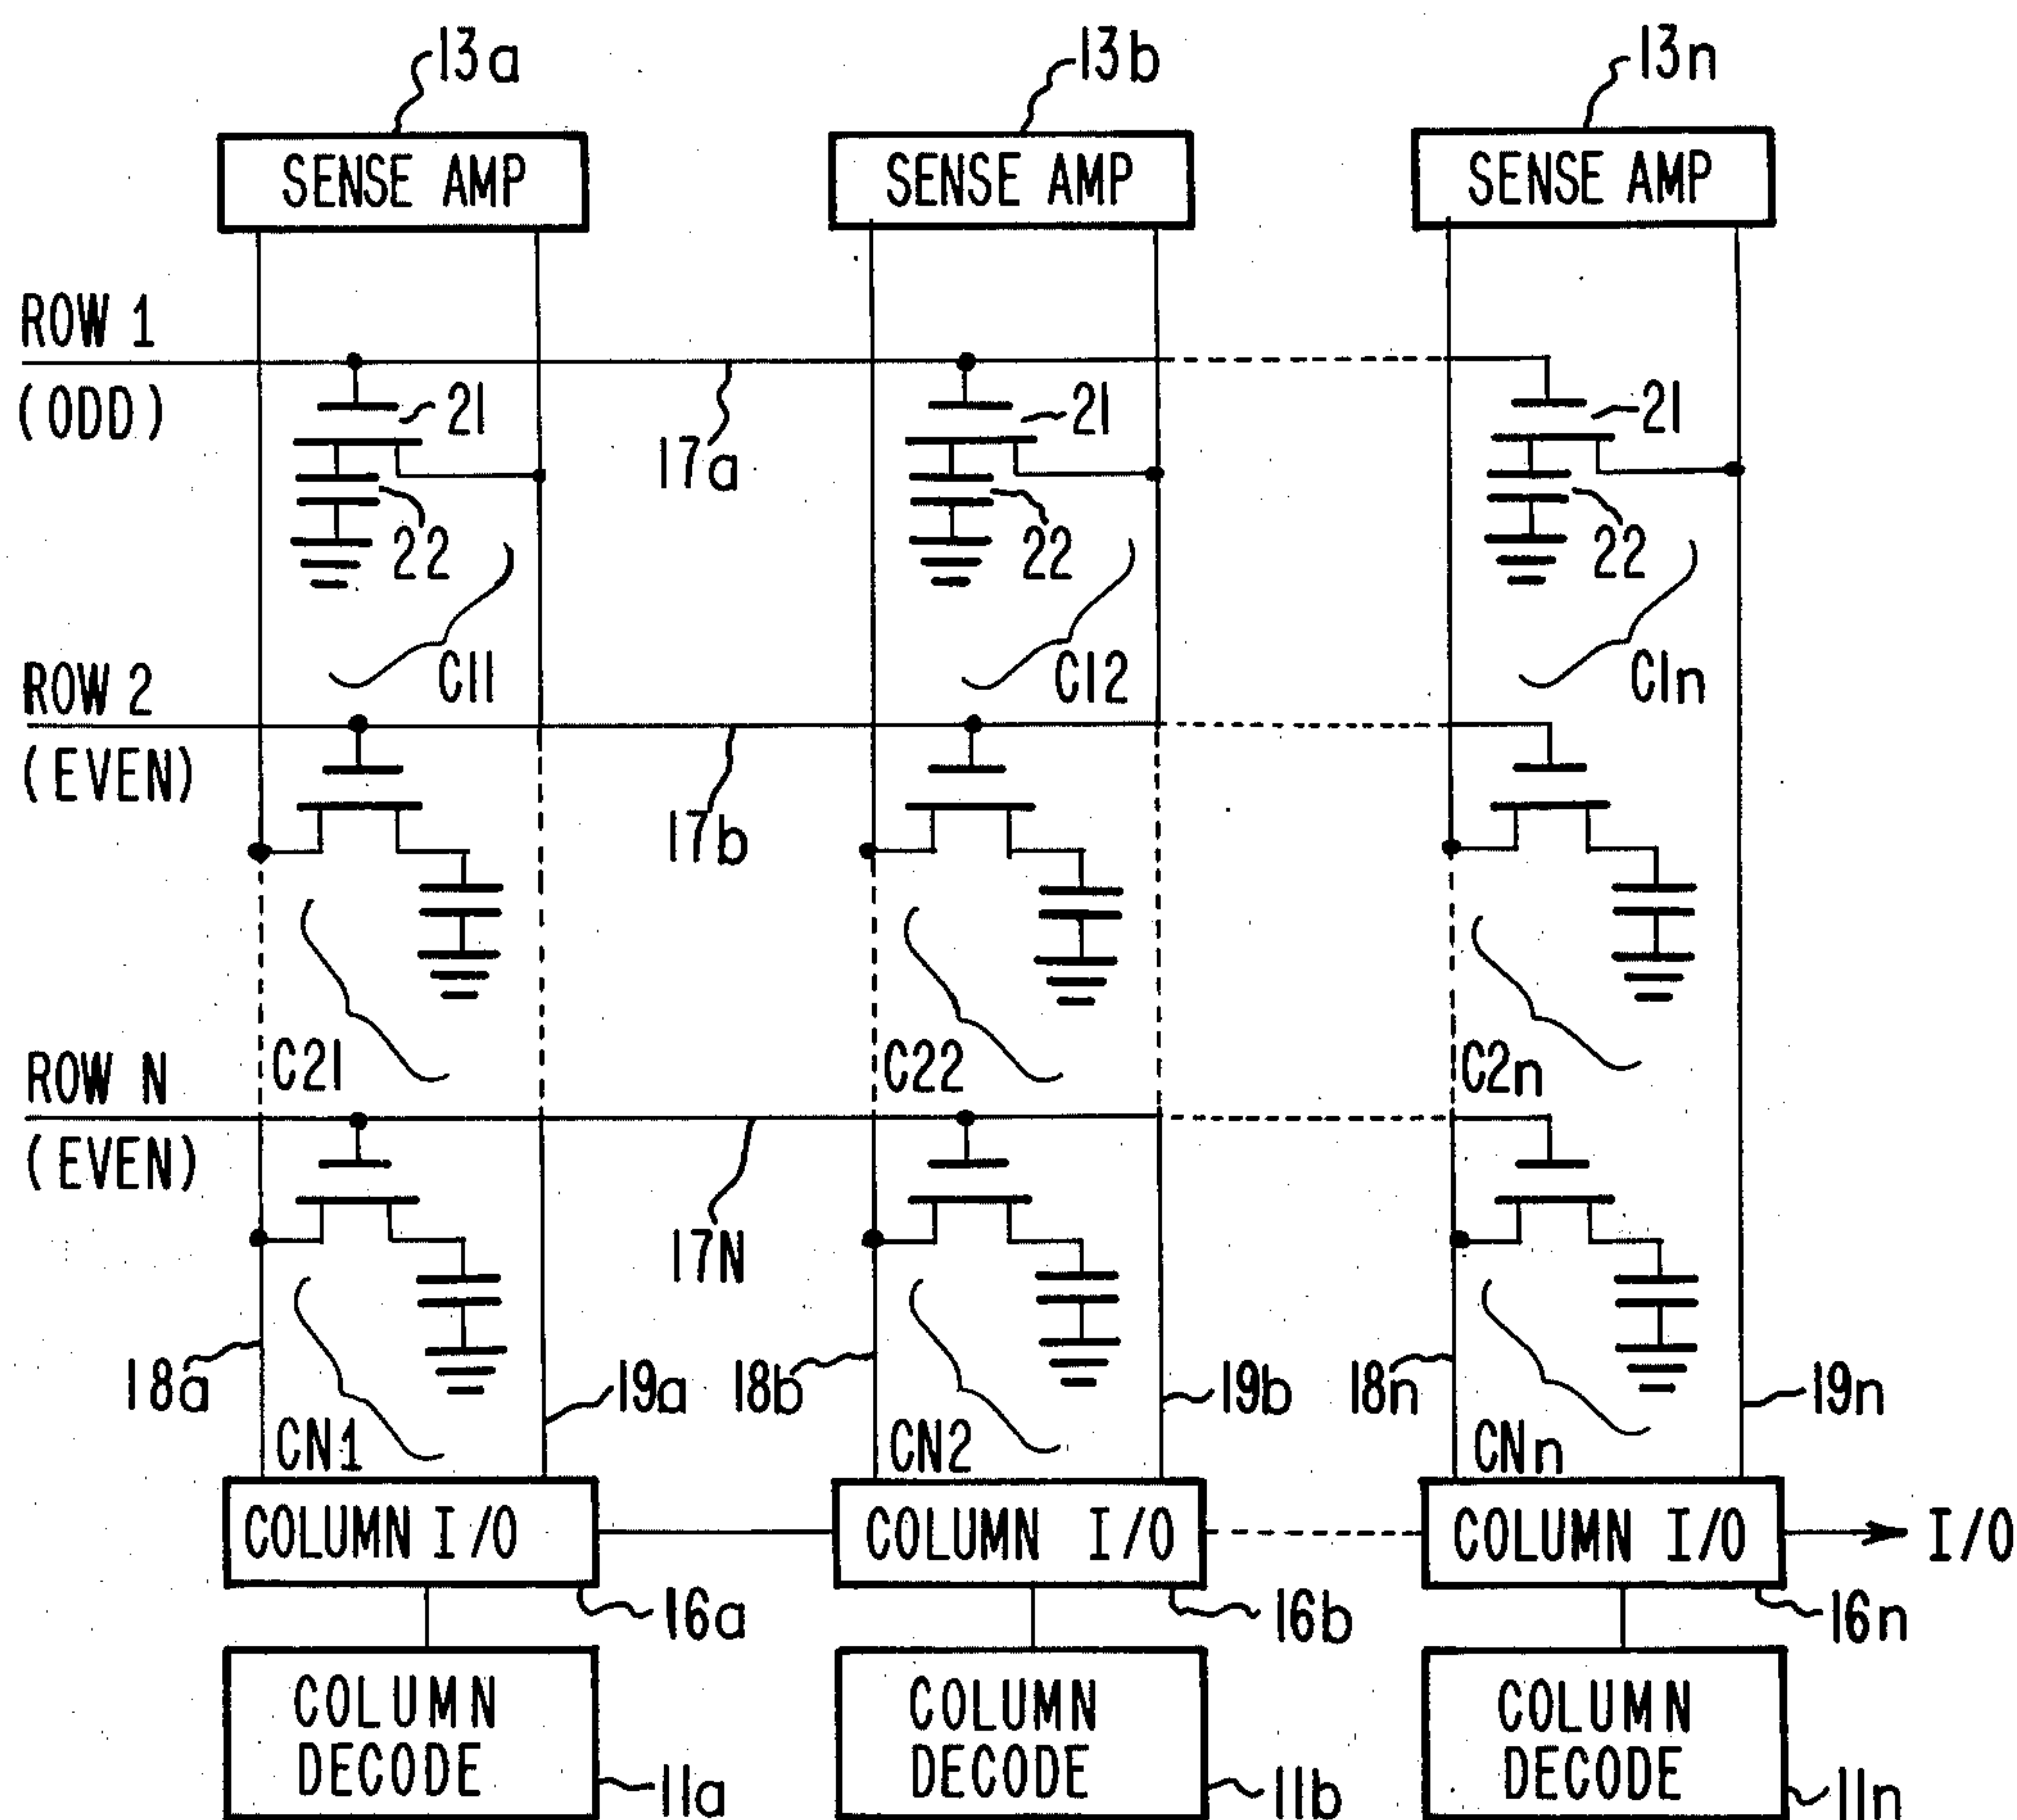 13a 13b 13n
SENSE AMP SENSE AMP SENSE AMP
ROW 1
(ODD) 21 21 21
17a
22 22 22
C11 C12 C1n
ROW 2
(EVEN)
17b
C21 C22 C2n
ROW N
(EVEN)
17N
18a 19a 18b 19b 18n 19n
CN1 CN2 CNn
COLUMN I/O COLUMN I/O COLUMN I/O I/O
16a 16b 16n
COLUMN COLUMN COLUMN
DECODE DECODE DECODE
11a 11b 11n